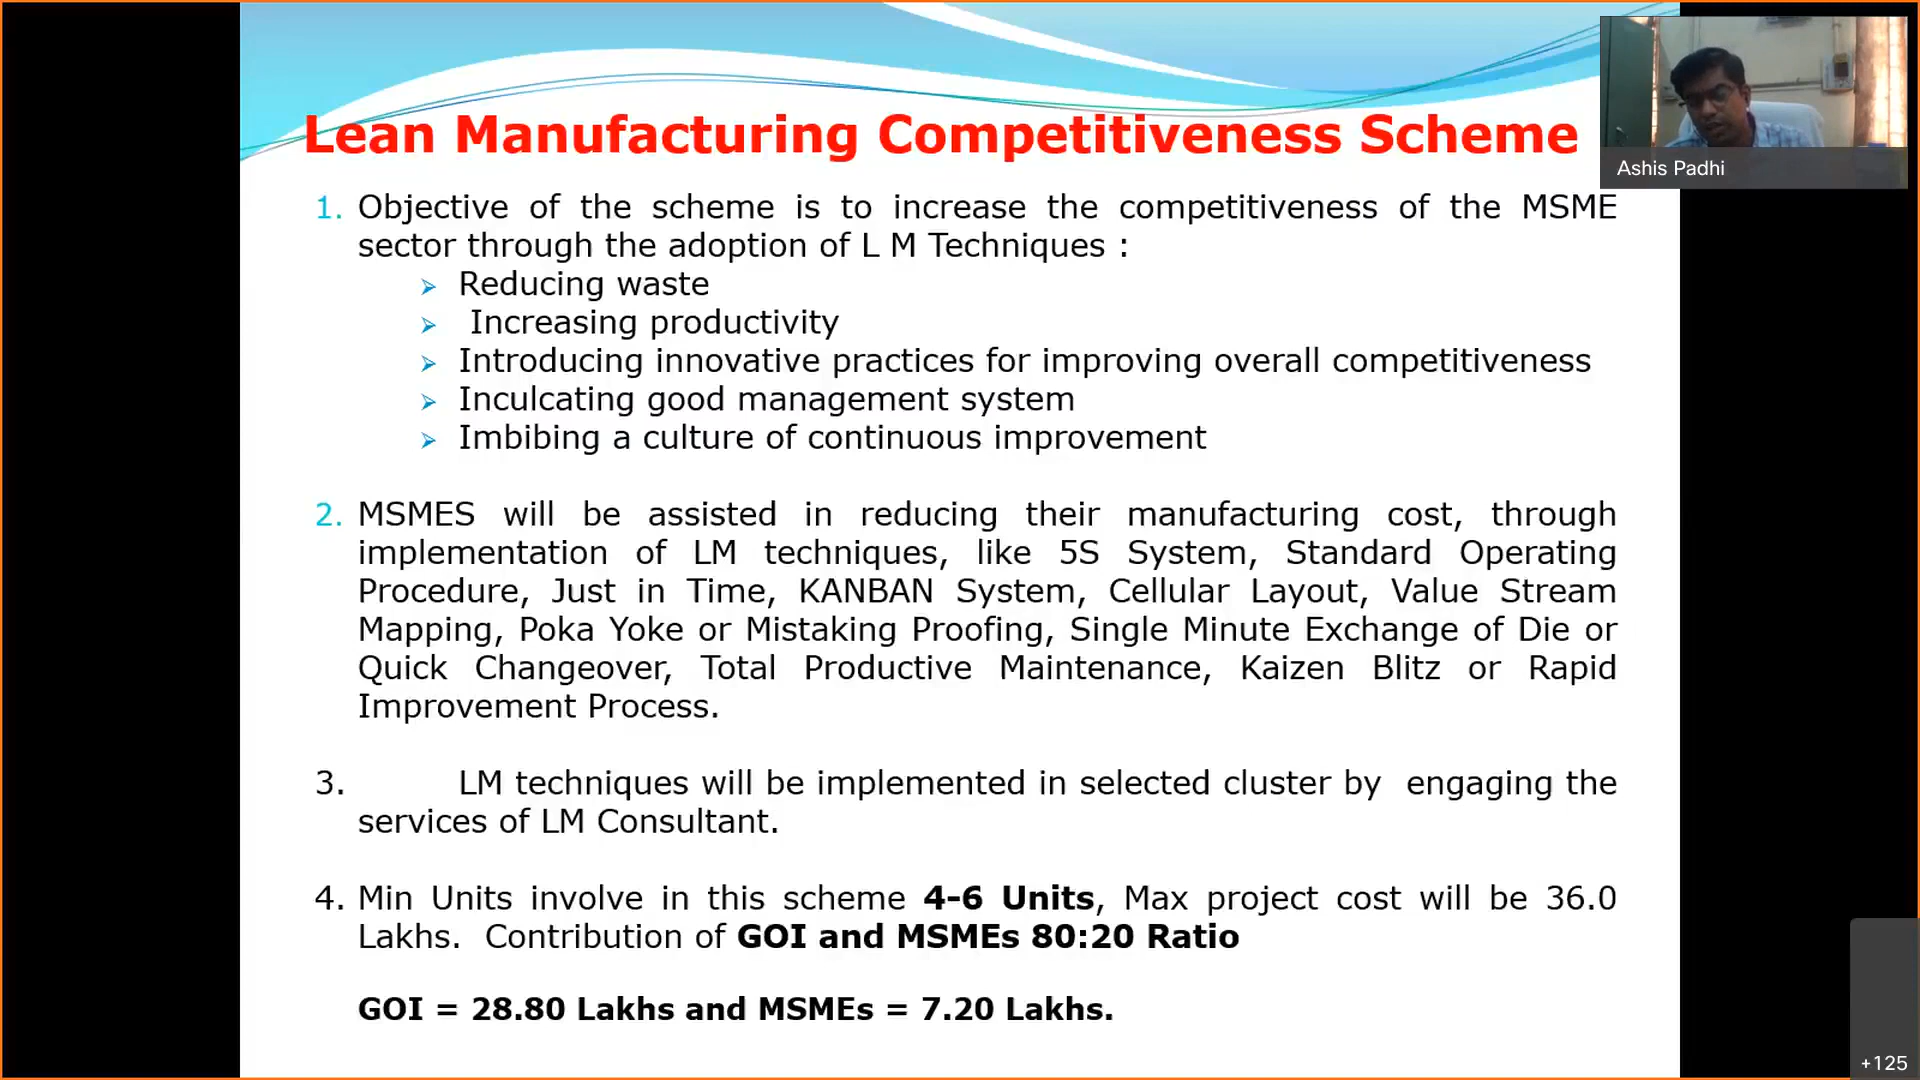 Lean Manufacturing Competitiveness Scheme
Ashis Padhi
1. Objective of the scheme is to increase the competitiveness of the MSME
sector through the adoption of L M Techniques :
➢ Reducing waste
➢ Increasing productivity
➢ Introducing innovative practices for improving overall competitiveness
➢ Inculcating good management system
➢ Imbibing a culture of continuous improvement
2. MSMES will be assisted in reducing their manufacturing cost, through
implementation of LM techniques, like 5S System, Standard Operating
Procedure, Just in Time, KANBAN System, Cellular Layout, Value Stream
Mapping, Poka Yoke or Mistaking Proofing, Single Minute Exchange of Die or
Quick Changeover, Total Productive Maintenance, Kaizen Blitz or Rapid
Improvement Process.
3. LM techniques will be implemented in selected cluster by engaging the
services of LM Consultant.
4. Min Units involve in this scheme 4-6 Units, Max project cost will be 36.0
Lakhs. Contribution of GOI and MSMEs 80:20 Ratio
GOI = 28.80 Lakhs and MSMEs = 7.20 Lakhs.
+125